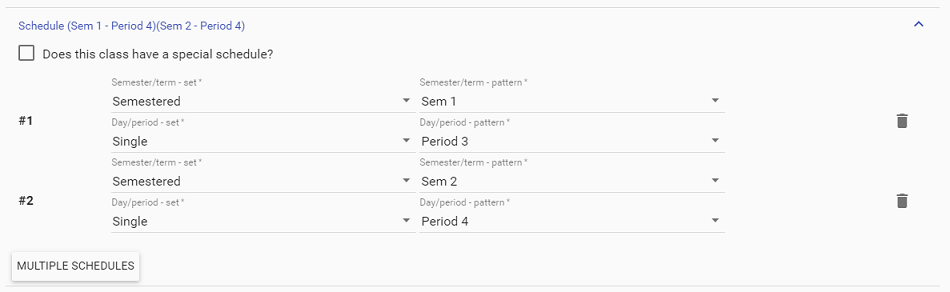 Schedule (Sem 1 - Period 4)(Sem 2 - Period 4)
Does this class have a special schedule?
Semester/term - set * Semester/term - pattern *
Semestered Sem 1
#1
Day/period - set * Day/period - pattern *
Single Period 3
Semester/term - set * Semester/term - pattern *
Semestered Sem 2
#2
Day/period - set * Day/period - pattern *
Single Period 4
MULTIPLE SCHEDULES